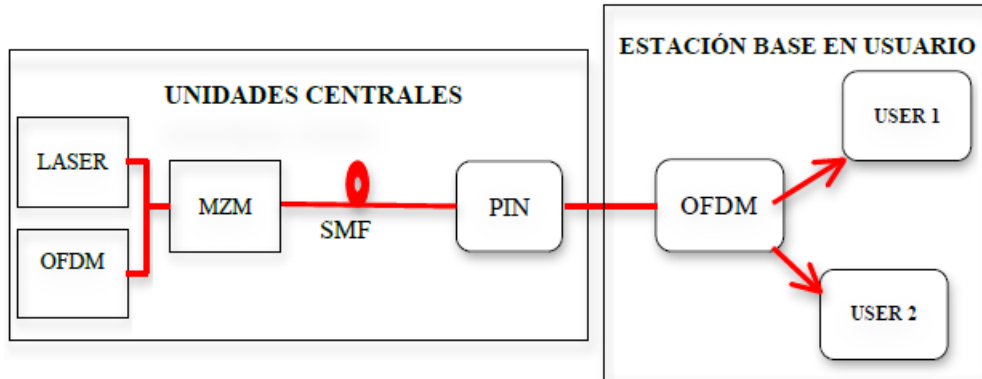 ESTACIÓN BASE EN USUARIO
UNIDADES CENTRALES
USER 1
LASER
MZM
SMF
PIN
OFDM
OFDM
USER 2